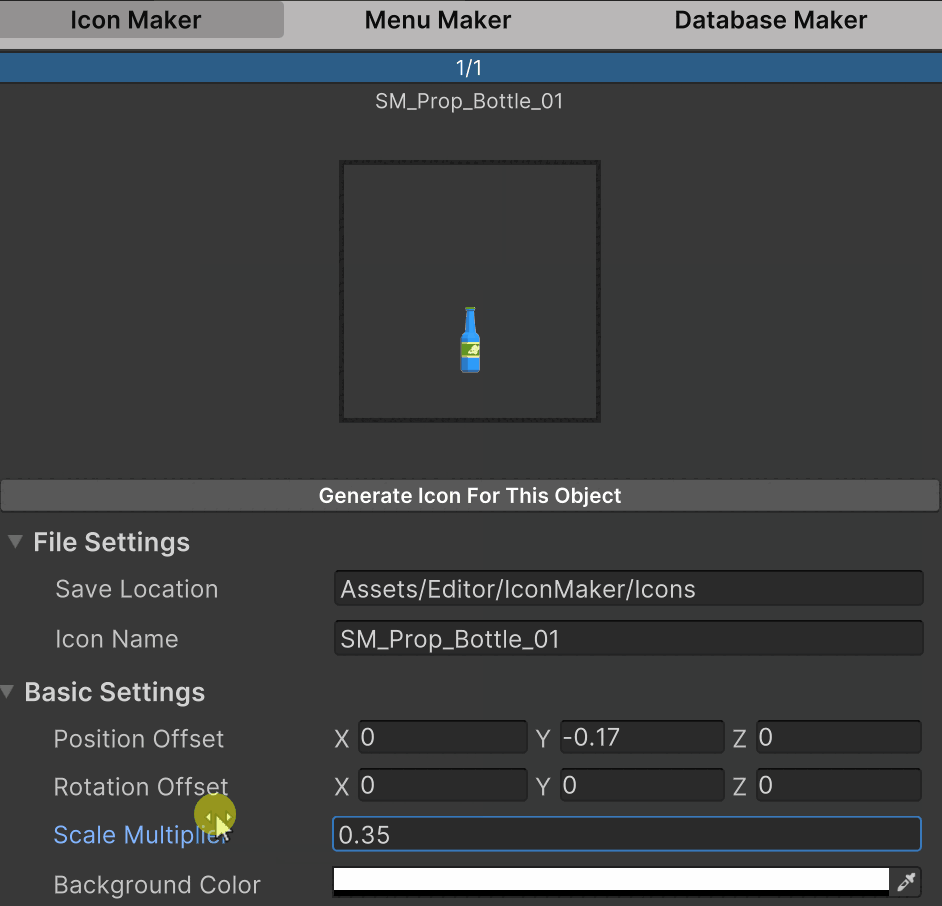 Icon Maker Menu Maker Database Maker
1/1
SM_Prop_Bottle_01
Generate Icon For This Object
File Settings
Save Location Assets/Editor/IconMaker/Icons
Icon Name SM_Prop_Bottle_01
Basic Settings
Position Offset X 0 Y -0.17 Z 0
Rotation Offset X 0 Y 0 Z 0
Scale Multiplier 0.35
Background Color